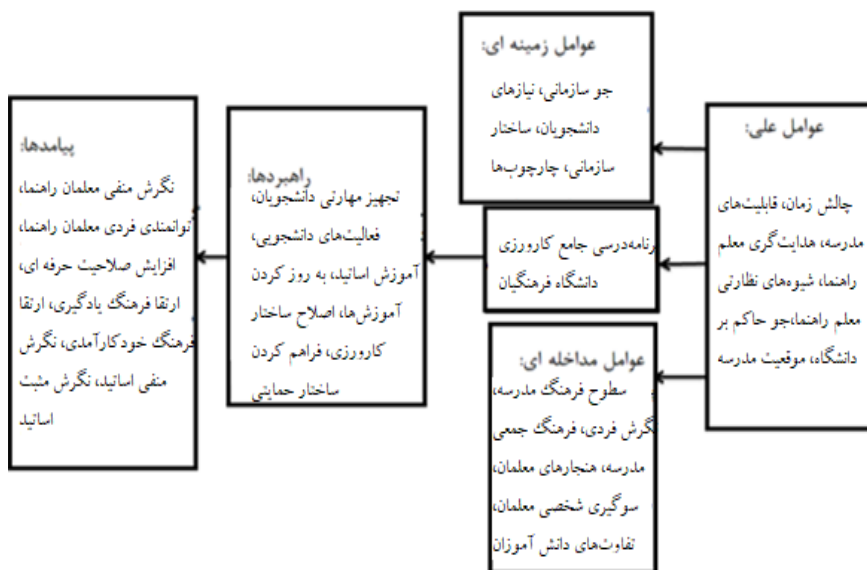 عوامل علی:
چالش زمان، قابلیت‌های
مدرسه، هدایت‌گری معلم
راهنما، شیوه‌های نظارتی
معلم راهنما،جو حاکم بر
دانشگاه، موقعیت مدرسه
عوامل زمینه ای:
جو سازمانی، نیازهای
دانشجویان، ساختار
سازمانی، چارچوب‌ها
برنامه‌درسی جامع کارورزی
دانشگاه فرهنگیان
عوامل مداخله ای:
سطوح فرهنگ مدرسه،
نگرش فردی، فرهنگ جمعی
مدرسه، هنجارهای معلمان،
سوگیری شخصی معلمان،
تفاوت‌های دانش آموزان
راهبردها:
تجهیز مهارتی دانشجویان،
فعالیت‌های دانشجویی،
آموزش اساتید، به روز کردن
آموزش‌ها، اصلاح ساختار
کارورزی، فراهم کردن
ساختار حمایتی
پیامدها:
نگرش منفی معلمان راهنما،
توانمندی فردی معلمان راهنما،
افزایش صلاحیت حرفه ای،
ارتقا فرهنگ یادگیری، ارتقا
فرهنگ خودکارآمدی، نگرش
منفی اساتید، نگرش مثبت
اساتید